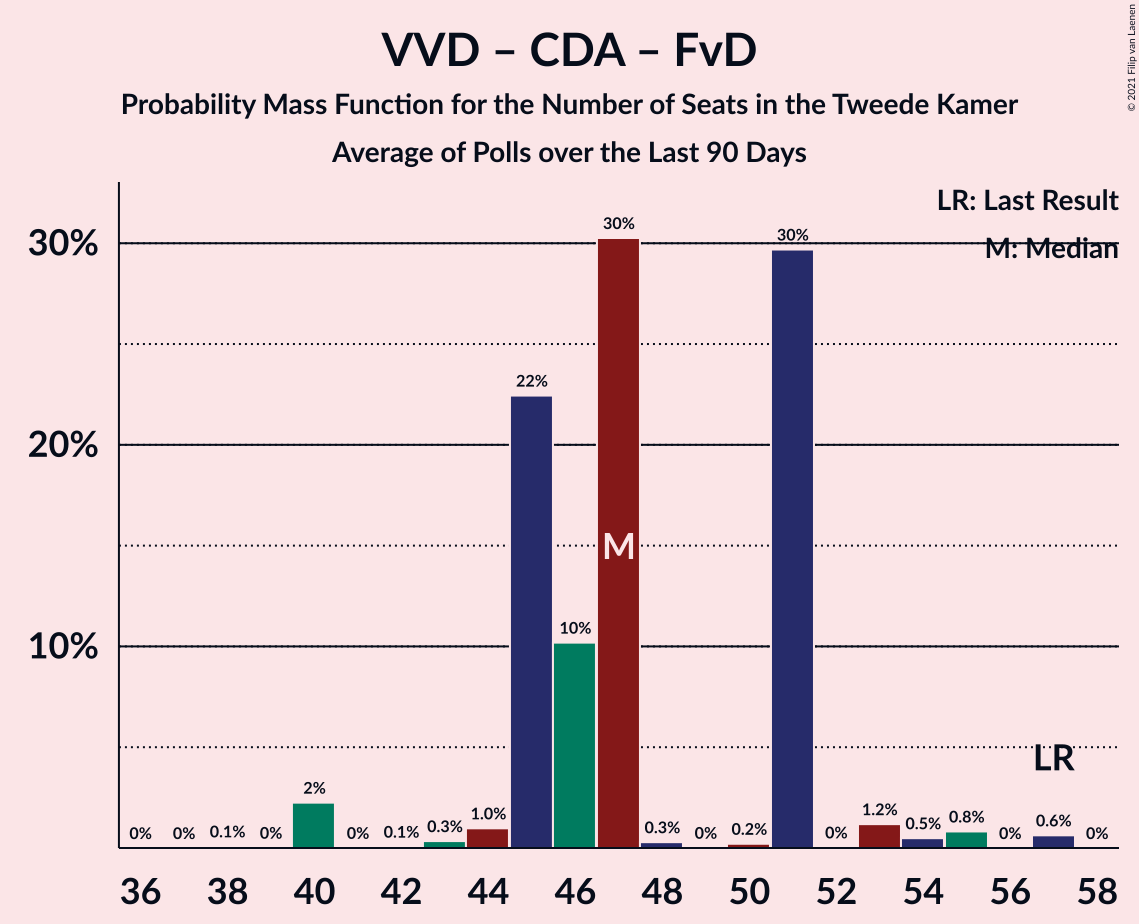 VVD – CDA – FvD
Probability Mass Function for the Number of Seats in the Tweede Kamer
Average of Polls over the Last 90 Days
© 2021 Filip van Laenen
LR: Last Result
M: Median
30%
20%
10%
0% 0% 0.1% 0% 2% 0% 0.1% 0.3% 1.0% 22% 10% 30% 0.3% 0% 0.2% 30% 0% 1.2% 0.5% 0.8% 0% 0.6% 0%
M
LR
36 38 40 42 44 46 48 50 52 54 56 58